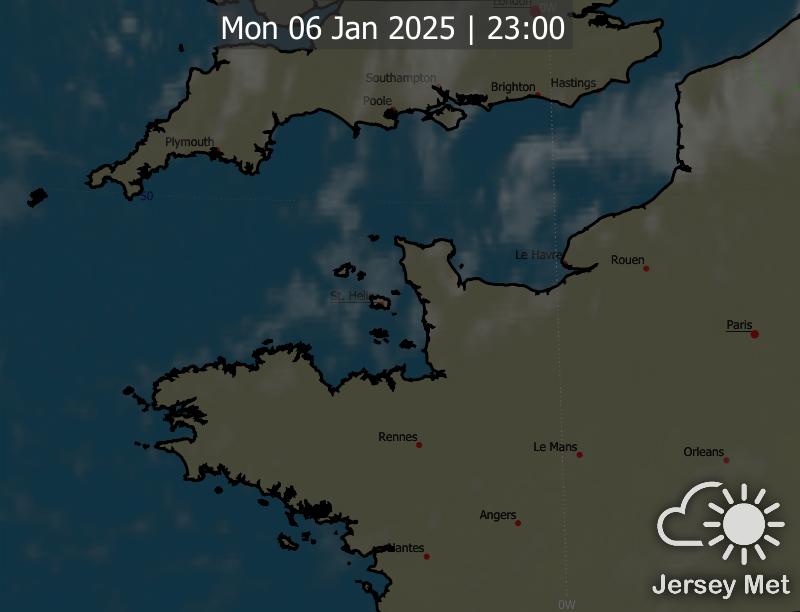 London
0W
Mon 06 Jan 2025 | 23:00
Southampton
Brighton
Hastings
Poole
Plymouth
50
Le Havre
Rouen
St. Heli
Paris
Rennes
Le Mans
Orleans
Angers
Nantes
Jersey Met
0W